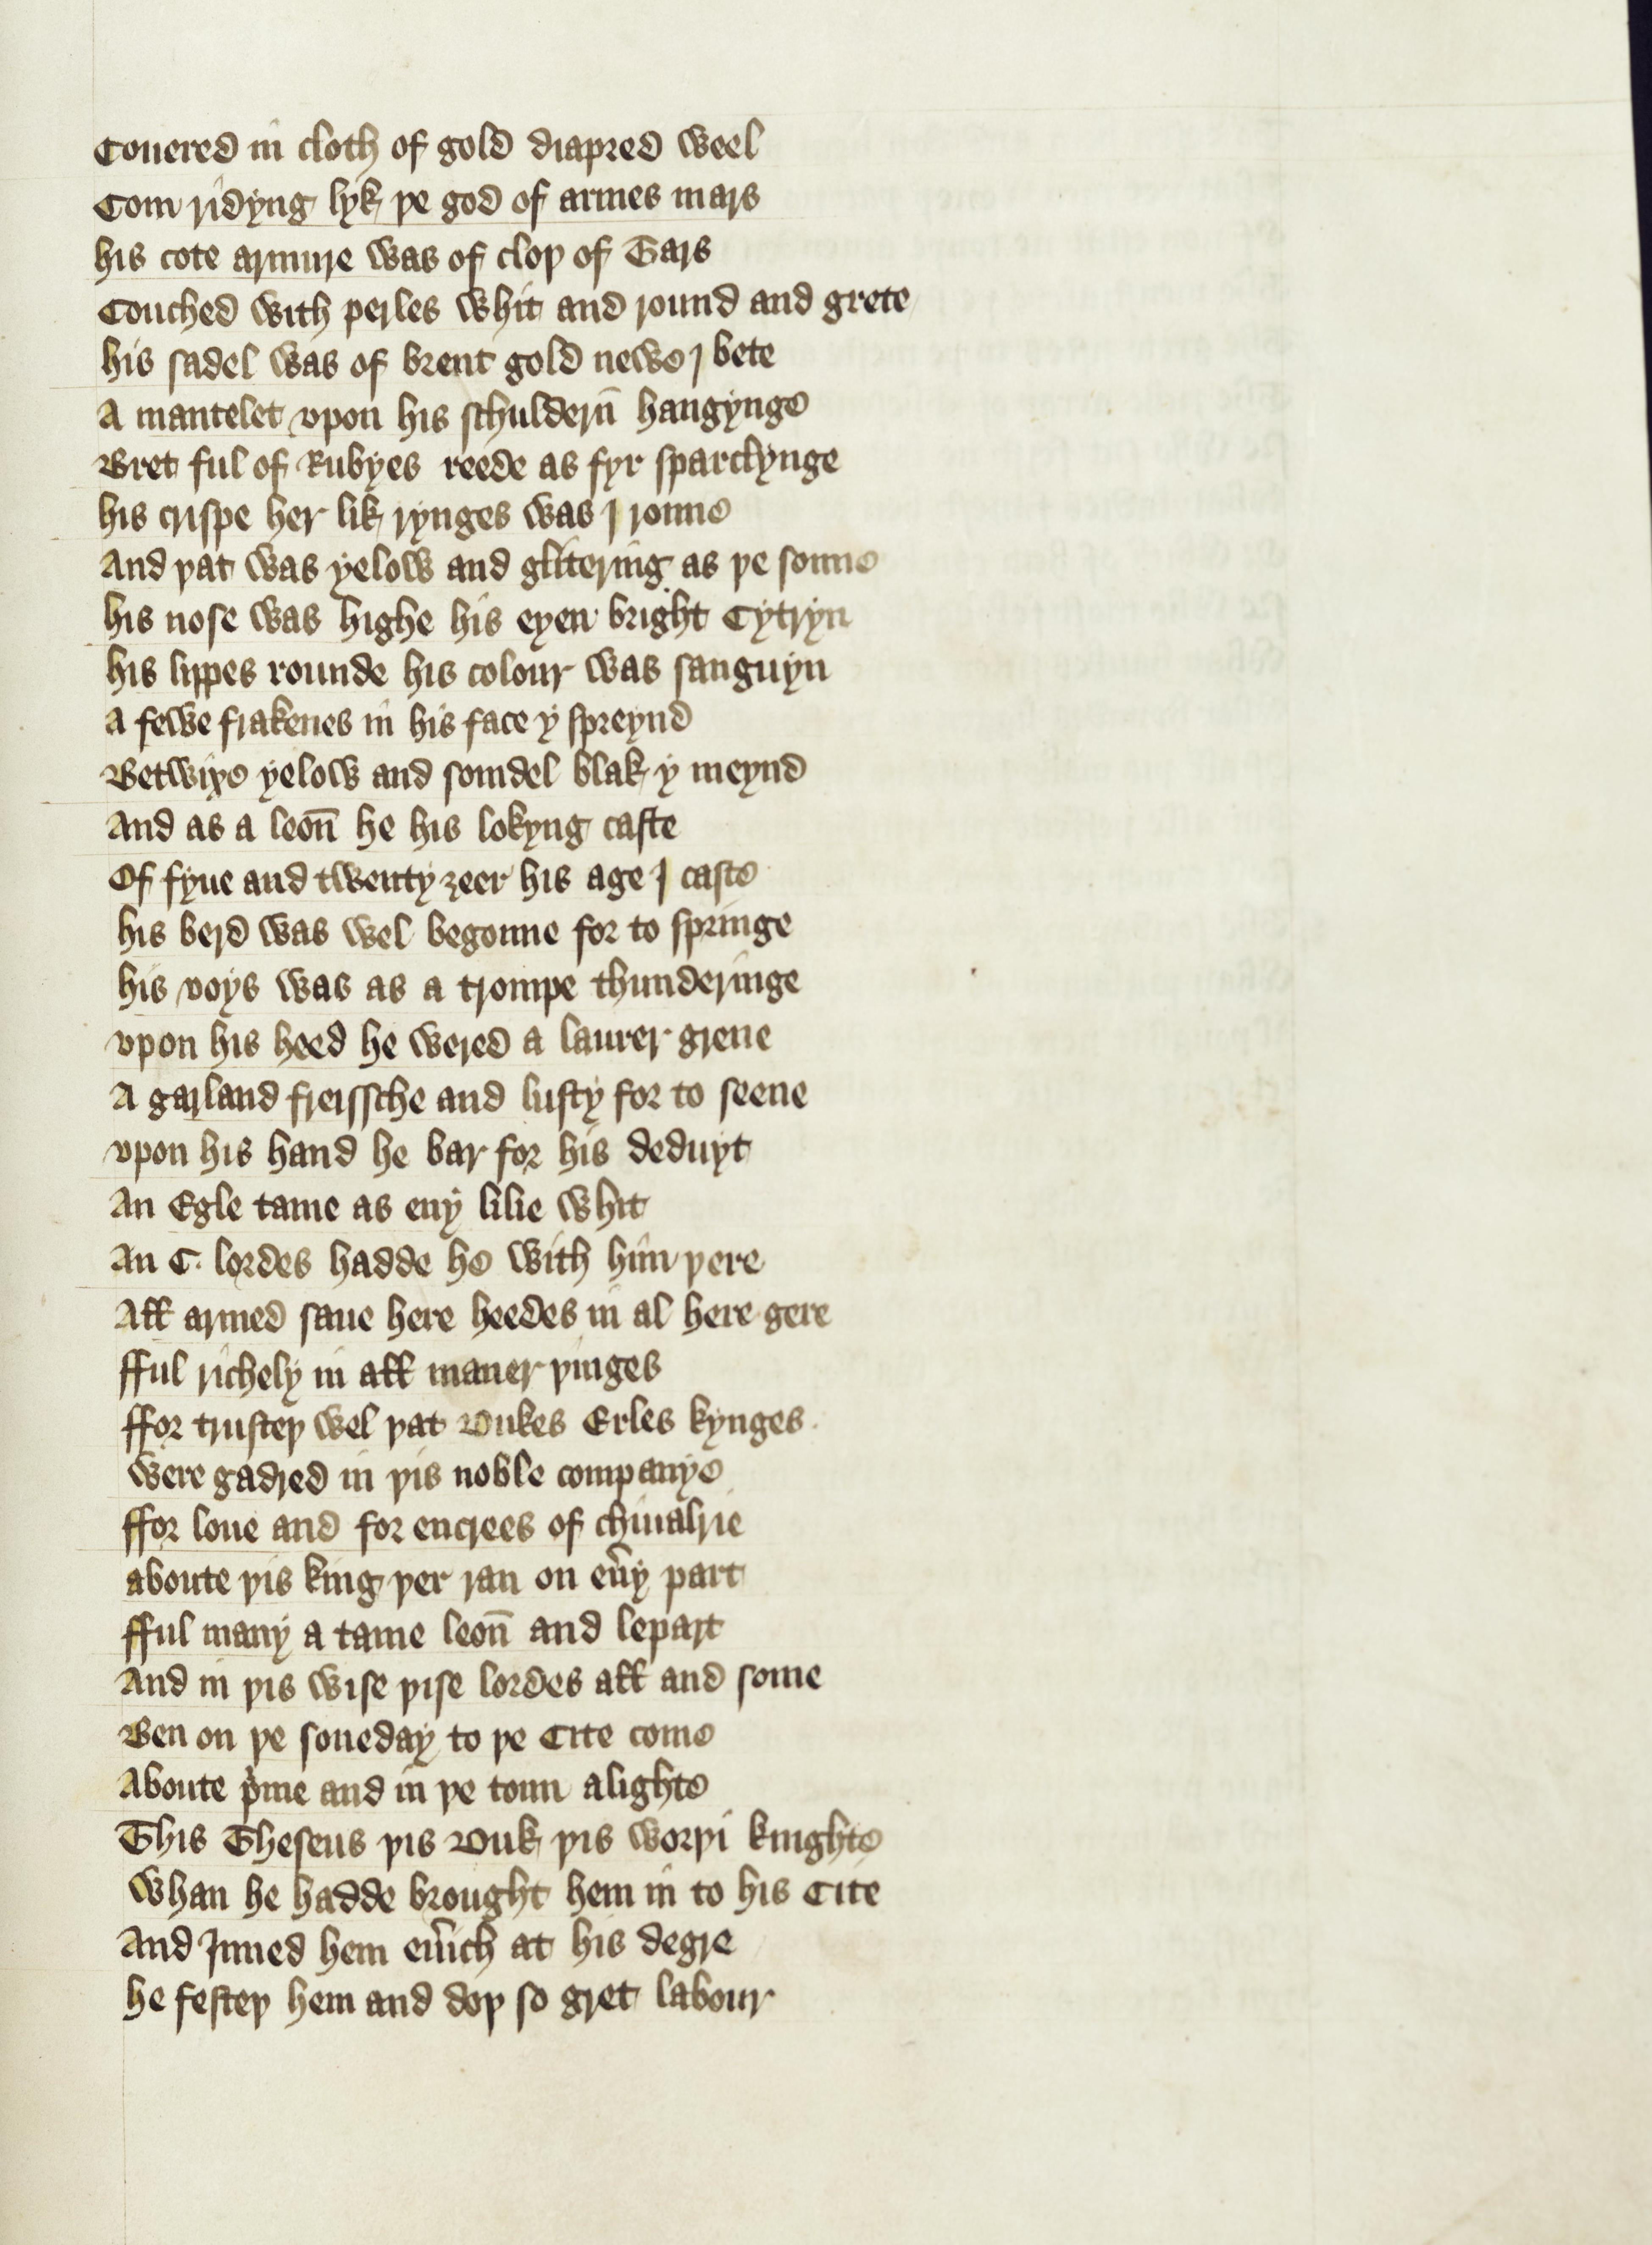 Couered in cloth of gold diapred weel
Com ridyng lyk þe god of armes mars
his cote armure was of cloþ of Tars
Couched with perles whit and round and grete
his sadel was of brent gold newe j bete
A mantelet vpon his schuldern̄ hangynge
Bret ful of Rubyes reede as fyr sparclynge
his crispe her lik rynges was j ronne
And þat was yelow and glitering as þe sonne
his nose was highe his eyen bright Cytryn
his lippes rounde his colour was sanguyn
A fewe frakenes in his face y spreynd
Betwixe yelow and somdel blak y meynd
And as a leon̄ he his lokyng caste
Of fyue and twenty ȝeer his age j caste
his berd was wel begonne for to springe
his voys was as a trompe thunderinge
vpon his heed he wered a laurer grene
A garland freissche and lusty for to seene
vpon his hand he bar for his deduyt
An Egle tame as eny lilie whit
An C. lordes hadde he with him þere
All armed saue here heedes in al here gere
fful richely in all maner þinges
ffor trusteþ wel þat Dukes Erles kynges
were gadred in þis noble companye
ffor loue and for encrees of chiualrie
aboute þis king þer ran on eu̓y part
fful many a tame leon̄ and lepart
And in þis wise þise lordes all and some
Ben on þe soneday to þe Cite come
Aboute pͥme and in þe toun alighte
This Theseus þis Duk þis worþi knighte
whan he hadde brought hem in to his Cite
And Inned hem eu̓ich at his degre
he festeþ hem and doþ so gret labour